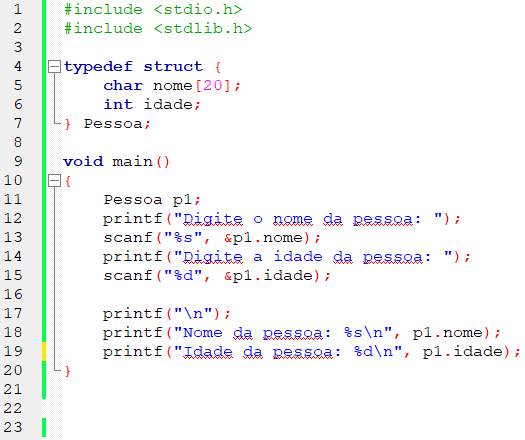 1 #include <stdio.h>
2 #include <stdlib.h>
3
4 typedef struct {
5     char nome[20];
6     int idade;
7 } Pessoa;
8
9 void main()
10 {
11     Pessoa p1;
12     printf("Digite o nome da pessoa: ");
13     scanf("%s", &p1.nome);
14     printf("Digite a idade da pessoa: ");
15     scanf("%d", &p1.idade);
16
17     printf("\n");
18     printf("Nome da pessoa: %s\n", p1.nome);
19     printf("Idade da pessoa: %d\n", p1.idade);
20 }
21
22
23